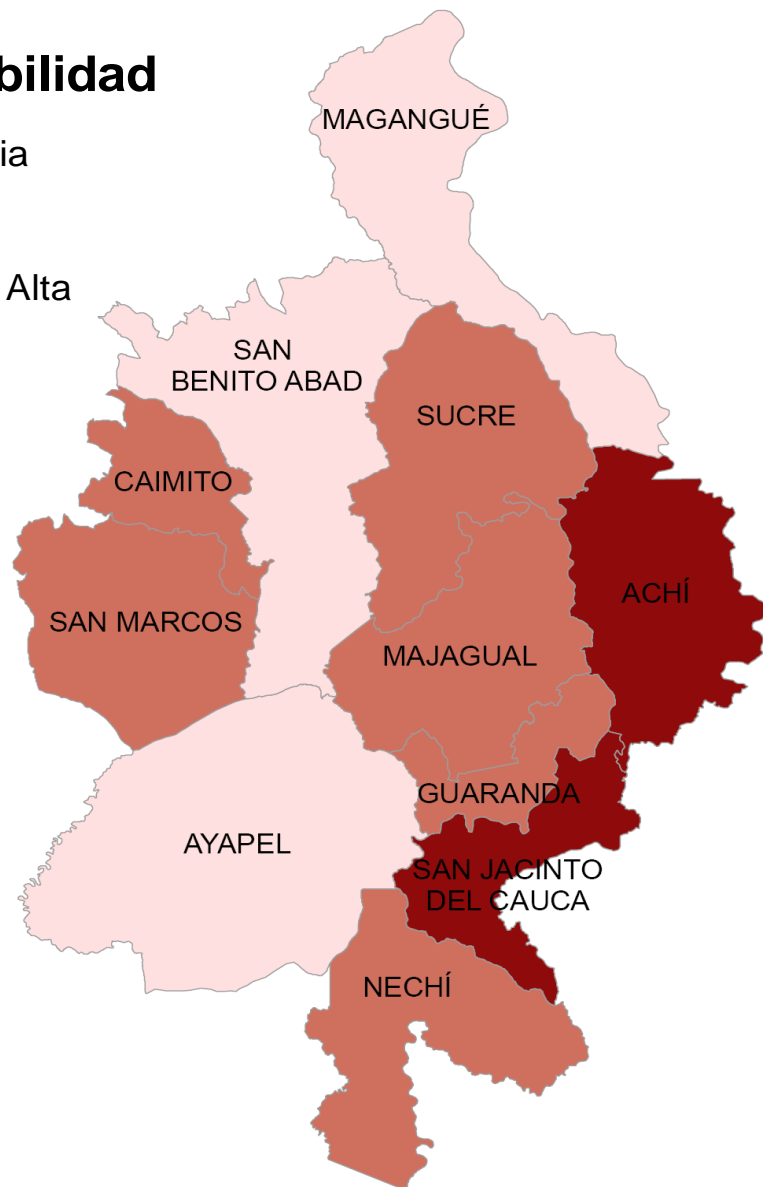 bilidad
ia
Alta
MAGANGUÉ
SAN
BENITO ABAD
SUCRE
CAIMITO
ACHÍ
SAN MARCOS
MAJAGUAL
GUARANDA
AYAPEL
SAN JACINTO
DEL CAUCA
NECHÍ